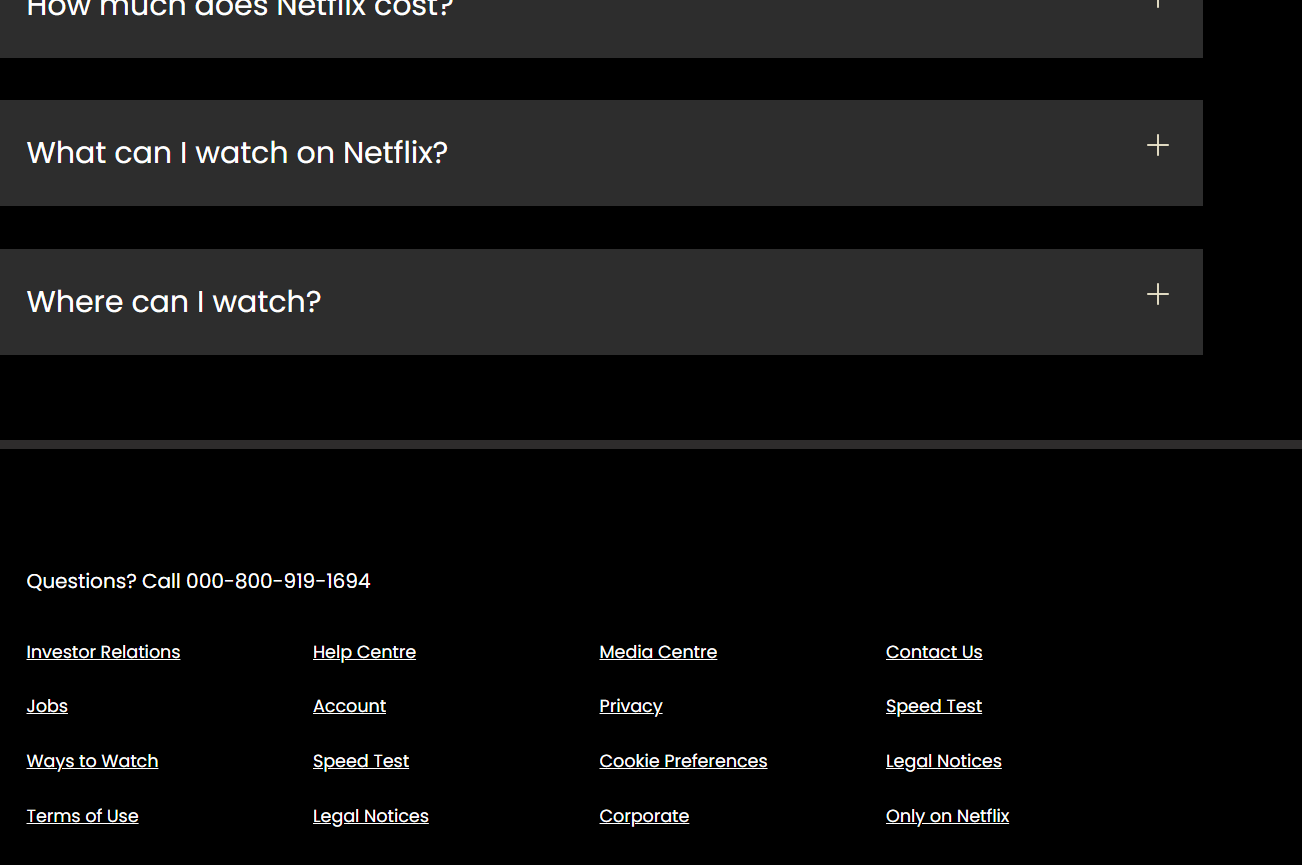 How much does Netflix cost?
What can I watch on Netflix?
Where can I watch?
Questions? Call 000-800-919-1694
Investor Relations Help Centre Media Centre Contact Us
Jobs Account Privacy Speed Test
Ways to Watch Speed Test Cookie Preferences Legal Notices
Terms of Use Legal Notices Corporate Only on Netflix